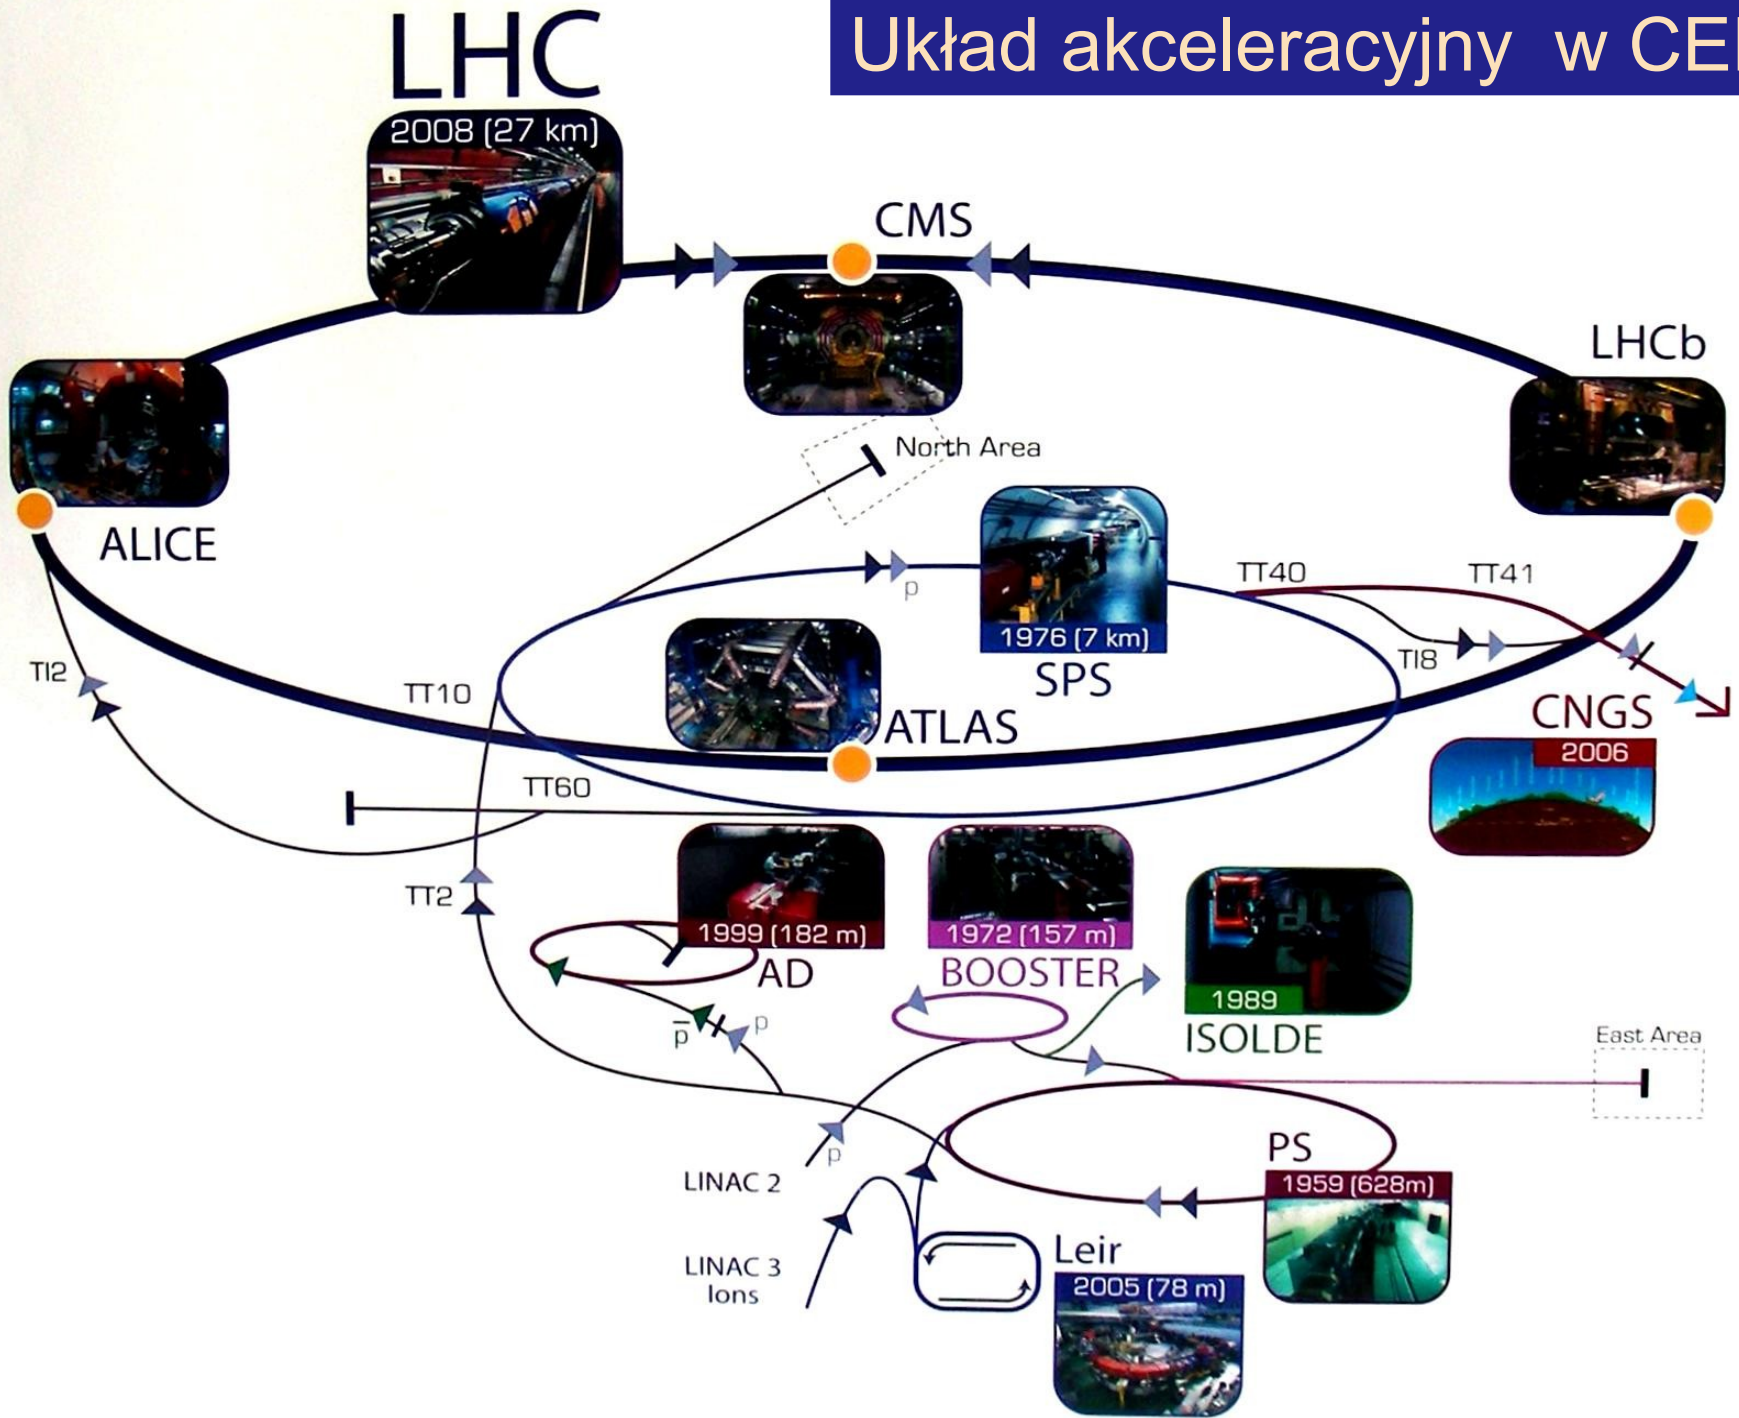 Układ akceleracyjny w
LHC
2008 (27 km)
CMS
LHCb
North Area
ALICE
TT40
TT41
p
1976 (7 km)
SPS
TI8
TI2
TT10
ATLAS
CNGS
2006
TT60
TT2
1999 (182 m)
AD
1972 (157 m)
BOOSTER
1989
ISOLDE
p̅
p
East Area
p
LINAC 2
PS
1959 (628m)
LINAC 3
Ions
Leir
2005 (78 m)